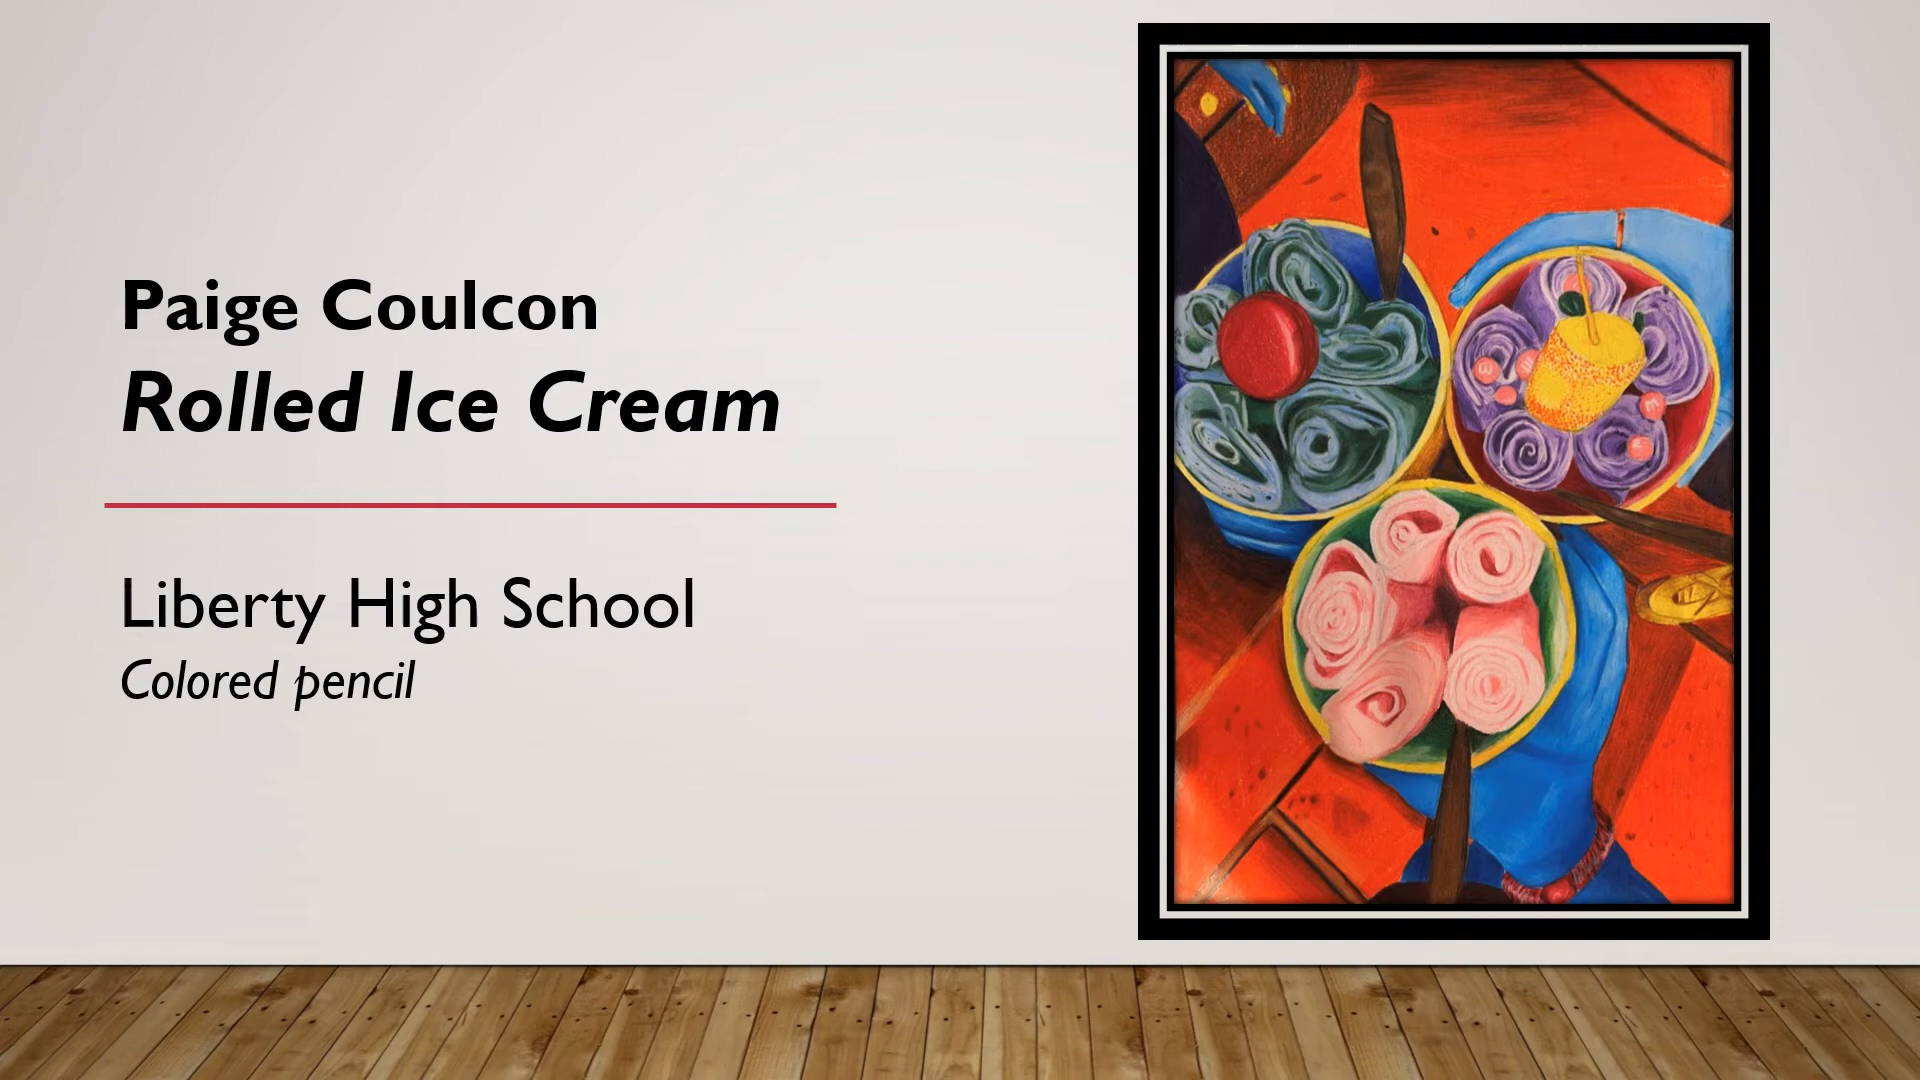 Paige Coulcon
Rolled Ice Cream
Liberty High School
Colored pencil